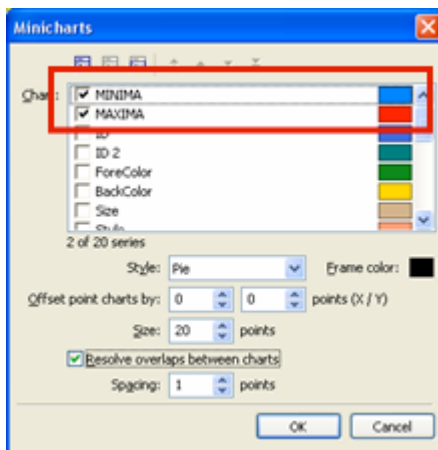 Minicharts
Chart:
MINIMA
MAXIMA
ID
ID 2
ForeColor
BackColor
Size
Style
2 of 20 series
Style: Pie Frame color:
Offset point charts by: 0 0 points (X / Y)
Size: 20 points
Resolve overlaps between charts
Spacing: 1 points
OK Cancel